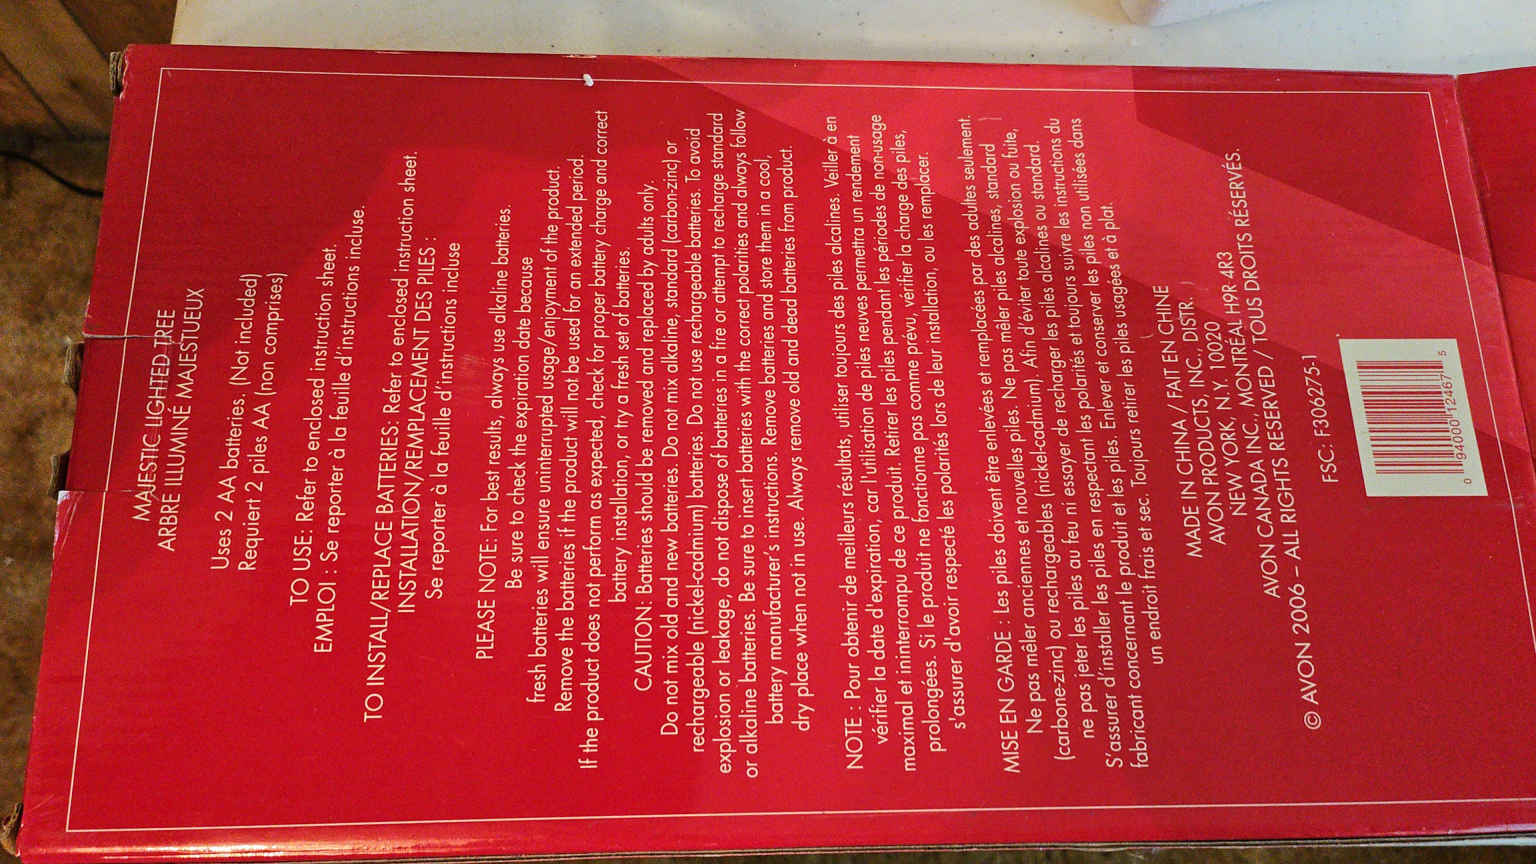 MAJESTIC LIGHTED TREE
ARBRE ILLUMINÉ MAJESTUEUX
Uses 2 AA batteries. (Not included)
Requiert 2 piles AA (non comprises)
TO USE: Refer to enclosed instruction sheet.
EMPLOI : Se reporter à la feuille d'instructions incluse.
TO INSTALL/REPLACE BATTERIES: Refer to enclosed instruction sheet.
INSTALLATION/REMPLACEMENT DES PILES :
Se reporter à la feuille d'instructions incluse
PLEASE NOTE: For best results, always use alkaline batteries.
Be sure to check the expiration date because
fresh batteries will ensure uninterrupted usage/enjoyment of the product.
Remove the batteries if the product will not be used for an extended period.
If the product does not perform as expected, check for proper battery charge and correct
battery installation, or try a fresh set of batteries.
CAUTION: Batteries should be removed and replaced by adults only.
Do not mix old and new batteries. Do not mix alkaline, standard (carbon-zinc) or
rechargeable (nickel-cadmium) batteries. Do not use rechargeable batteries. To avoid
explosion or leakage, do not dispose of batteries in a fire or attempt to recharge standard
or alkaline batteries. Be sure to insert batteries with the correct polarities and always follow
battery manufacturer's instructions. Remove batteries and store them in a cool,
dry place when not in use. Always remove old and dead batteries from product.
NOTE : Pour obtenir de meilleurs résultats, utiliser toujours des piles alcalines. Veiller à en
vérifier la date d'expiration, car l'utilisation de piles neuves permettra un rendement
maximal et ininterrompu de ce produit. Retirer les piles pendant les périodes de non-usage
prolongées. Si le produit ne fonctionne pas comme prévu, vérifier la charge des piles,
s'assurer d'avoir respecté les polarités lors de leur installation, ou les remplacer.
MISE EN GARDE : Les piles doivent être enlevées et remplacées par des adultes seulement.
Ne pas mêler anciennes et nouvelles piles. Ne pas mêler piles alcalines, standard
(carbone-zinc) ou rechargeables (nickel-cadmium). Afin d'éviter toute explosion ou fuite,
ne pas jeter les piles au feu ni essayer de recharger les piles alcalines ou standard.
S'assurer d'installer les piles en respectant les polarités et toujours suivre les instructions du
fabricant concernant le produit et les piles. Enlever et conserver les piles non utilisées dans
un endroit frais et sec. Toujours retirer les piles usagées et à plat.
MADE IN CHINA / FAIT EN CHINE
AVON PRODUCTS, INC., DISTR.
NEW YORK, N.Y. 10020
AVON CANADA INC., MONTRÉAL H9R 4R3
© AVON 2006 – ALL RIGHTS RESERVED / TOUS DROITS RÉSERVÉS.
FSC: F306275-1
0 94000 12467 5